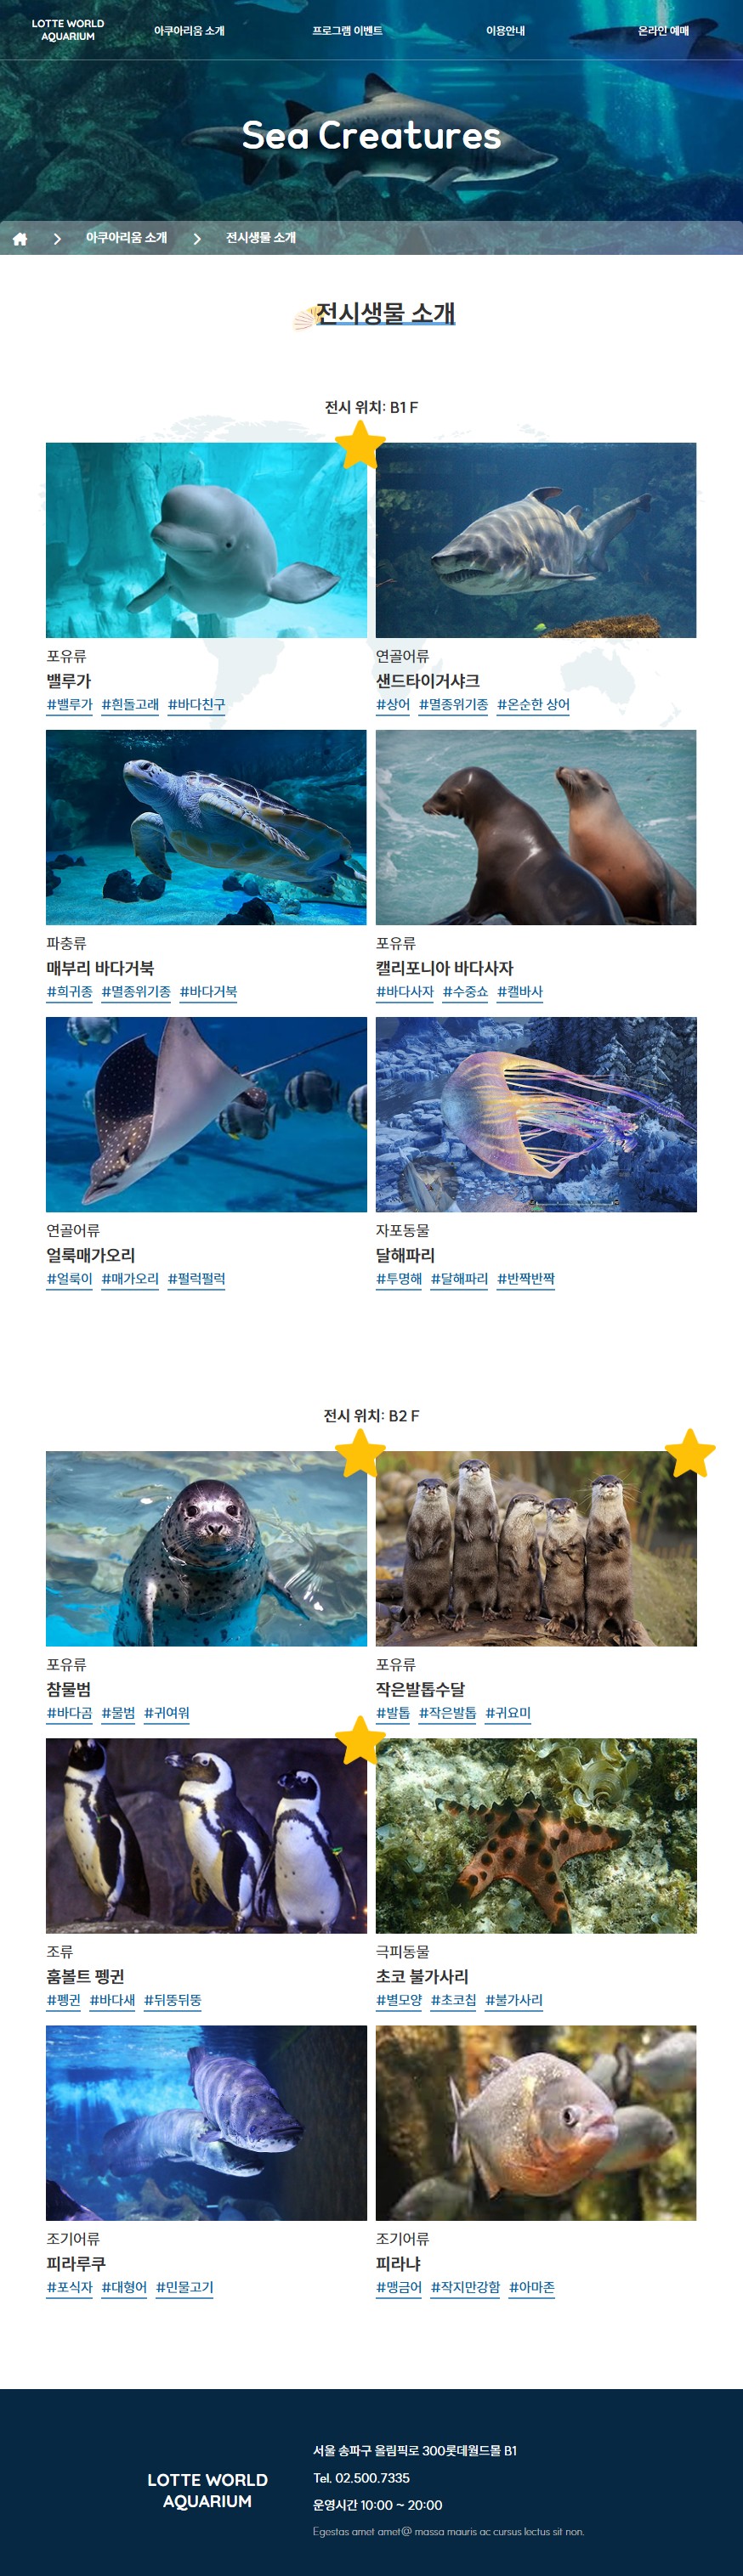 LOTTE WORLD
AQUARIUM
아쿠아리움 소개
프로그램 이벤트
이용안내
온라인 예매
Sea Creatures
아쿠아리움 소개
전시생물 소개
전시생물 소개
전시 위치: B1 F
포유류
밸루가
#밸루가 #흰돌고래 #바다친구
연골어류
샌드타이거샤크
#상어 #멸종위기종 #온순한 상어
파충류
매부리 바다거북
#희귀종 #멸종위기종 #바다거북
포유류
캘리포니아 바다사자
#바다사자 #수중쇼 #캘바사
연골어류
얼룩매가오리
#얼룩이 #매가오리 #펄럭펄럭
자포동물
달해파리
#투명해 #달해파리 #반짝반짝
전시 위치: B2 F
포유류
참물범
#바다곰 #물범 #귀여워
포유류
작은발톱수달
#발톱 #작은발톱 #귀요미
조류
훔볼트 펭귄
#펭귄 #바다새 #뒤뚱뒤뚱
극피동물
초코 불가사리
#별모양 #초코칩 #불가사리
조기어류
피라루쿠
#포식자 #대형어 #민물고기
조기어류
피라냐
#맹금어 #작지만강함 #아마존
LOTTE WORLD
AQUARIUM
서울 송파구 올림픽로 300롯데월드몰 B1
Tel. 02.500.7335
운영시간 10:00 ~ 20:00
Egestas amet amet@ massa mauris ac cursus lectus sit non.